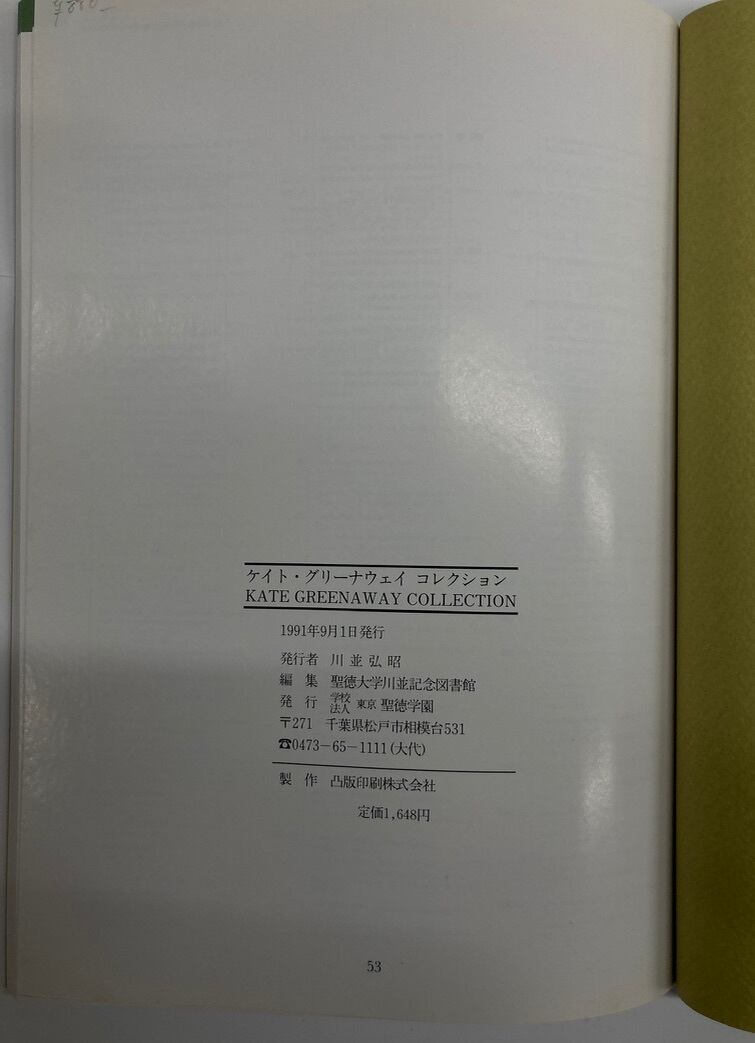 ケイト・グリーナウェイ コレクション
KATE GREENAWAY COLLECTION
1991年9月1日発行
発行者 川並弘昭
編集 聖徳大学川並記念図書館
発行 学校法人 東京 聖徳学園
〒271 千葉県松戸市相模台531
☎0473-65-1111(大代)
製作 凸版印刷株式会社
定価1,648円
53